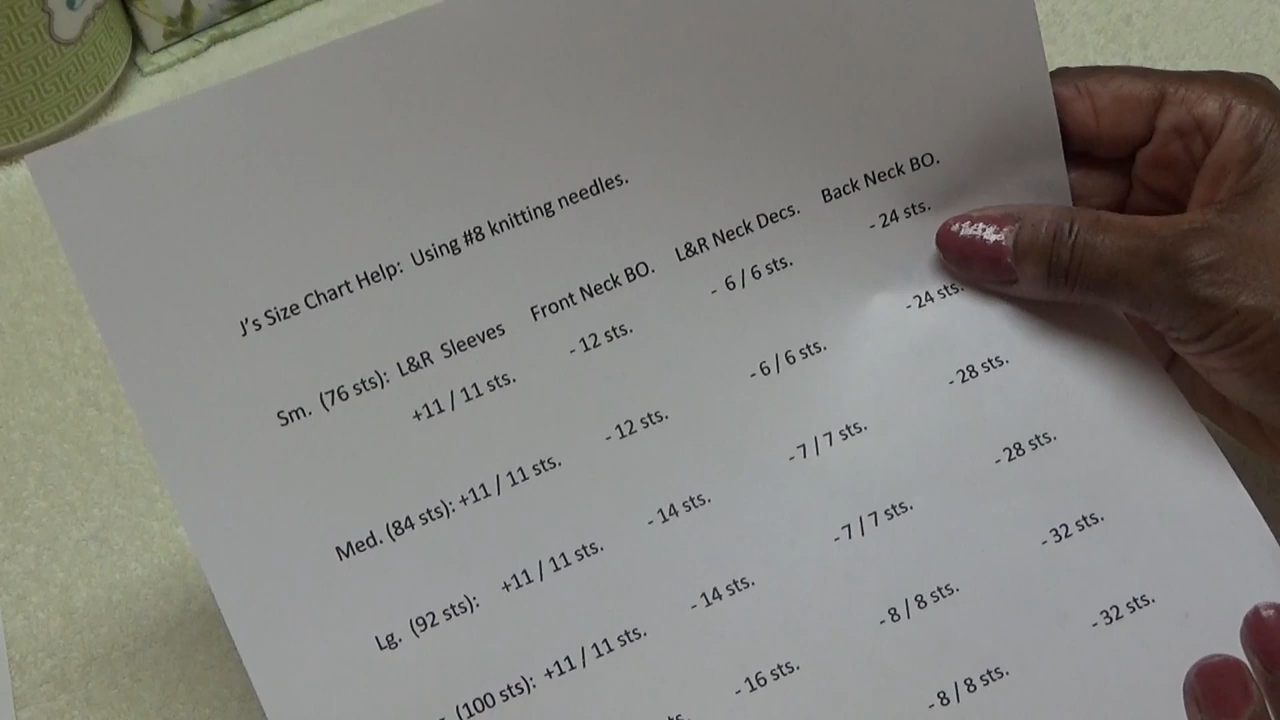 J's Size Chart Help: Using #8 knitting needles.
Sm. (76 sts): L&R Sleeves Front Neck BO. L&R Neck Decs. Back Neck BO.
+11 / 11 sts. - 12 sts. - 6 / 6 sts. - 24 sts.
Med. (84 sts): +11 / 11 sts. - 12 sts. - 6 / 6 sts. - 24 sts.
Lg. (92 sts): +11 / 11 sts. - 14 sts. - 7 / 7 sts. - 28 sts.
(100 sts): +11 / 11 sts. - 14 sts. - 7 / 7 sts. - 28 sts.
- 16 sts. - 8 / 8 sts. - 32 sts.
- 8 / 8 sts. - 32 sts.